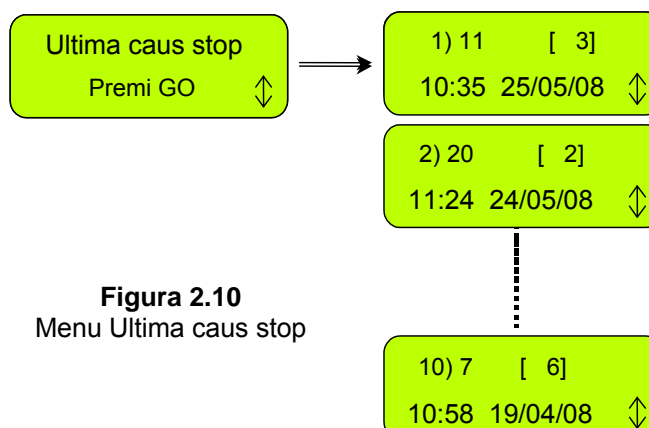 Ultima caus stop
Premi GO
1) 11 [ 3]
10:35 25/05/08
2) 20 [ 2]
11:24 24/05/08
10) 7 [ 6]
10:58 19/04/08
Figura 2.10
Menu Ultima caus stop